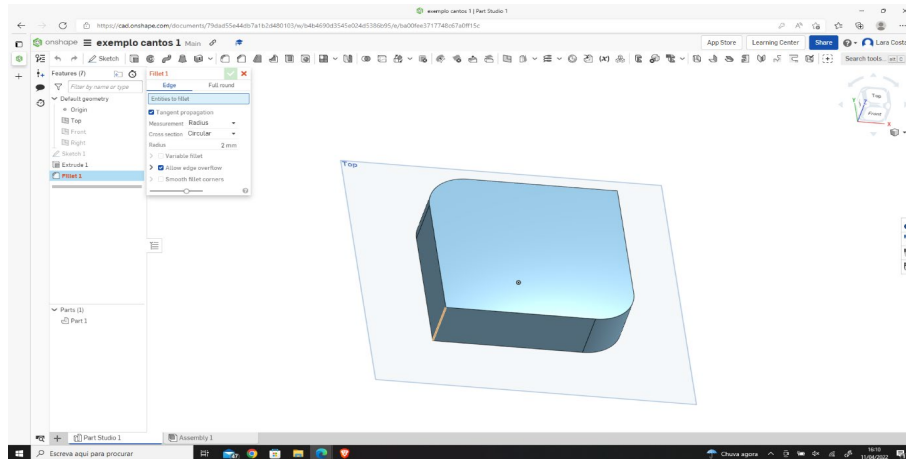 exemplo cantos 1 | Part Studio 1
https://cad.onshape.com/documents/79dad55e44db7a1b2d480103/w/b4b4690d3545e024d5386b95/e/ba00fee3717748c67a0ff15c
onshape exemplo cantos 1 Main
App Store Learning Center Share Lara Costa
Sketch
Search tools...
Features (7)
Filter by name or type
Default geometry
Origin
Top
Front
Right
Sketch 1
Extrude 1
Fillet 1
Fillet 1
Edge Full round
Entities to fillet
Tangent propagation
Measurement Radius
Cross section Circular
Radius 2 mm
Variable fillet
Allow edge overflow
Smooth fillet corners
Top
Top
Front
Z
X
Parts (1)
Part 1
Part Studio 1 Assembly 1
Escreva aqui para procurar
Chuva agora
16:10
11/04/2022